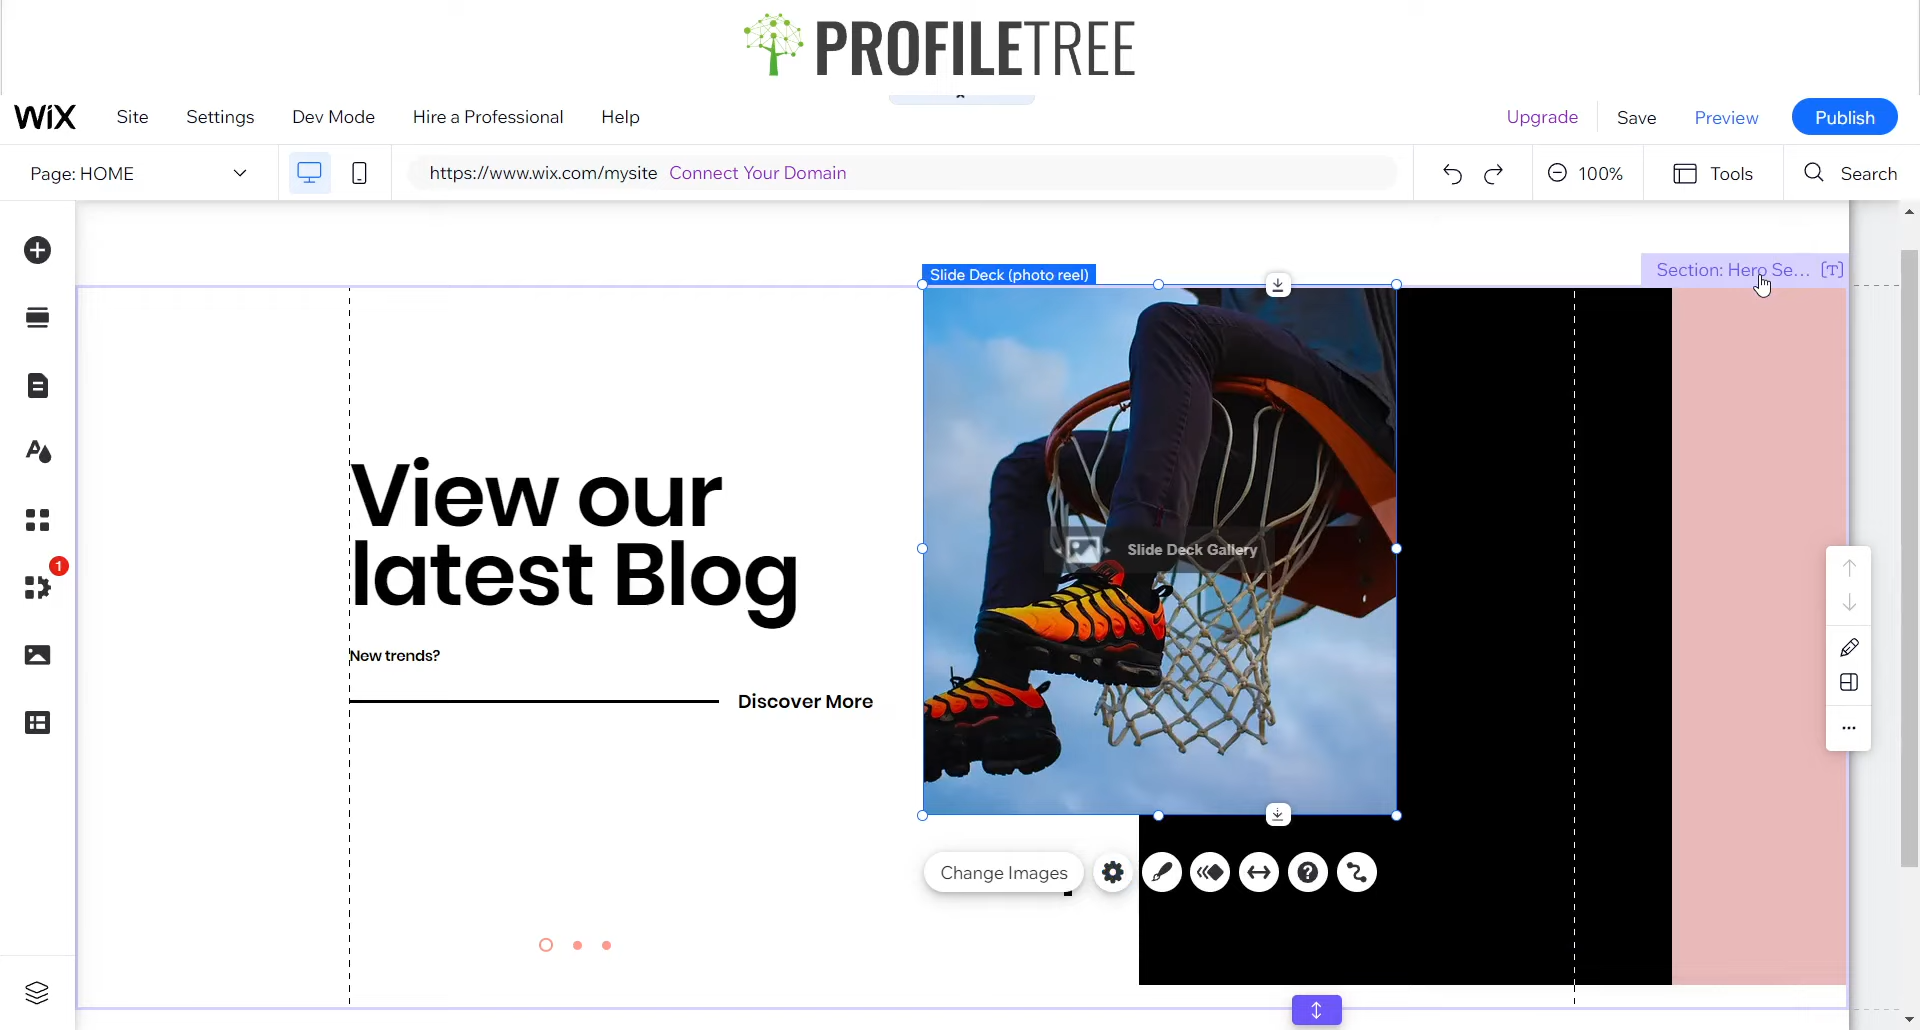 PROFILETREE
WiX Site Settings Dev Mode Hire a Professional Help Upgrade Save Preview Publish
Page: HOME https://www.wix.com/mysite Connect Your Domain 100% Tools Search
Slide Deck (photo reel)
Section: Hero Se... [T]
View our
latest Blog
Slide Deck Gallery
1
New trends?
Discover More
Change Images